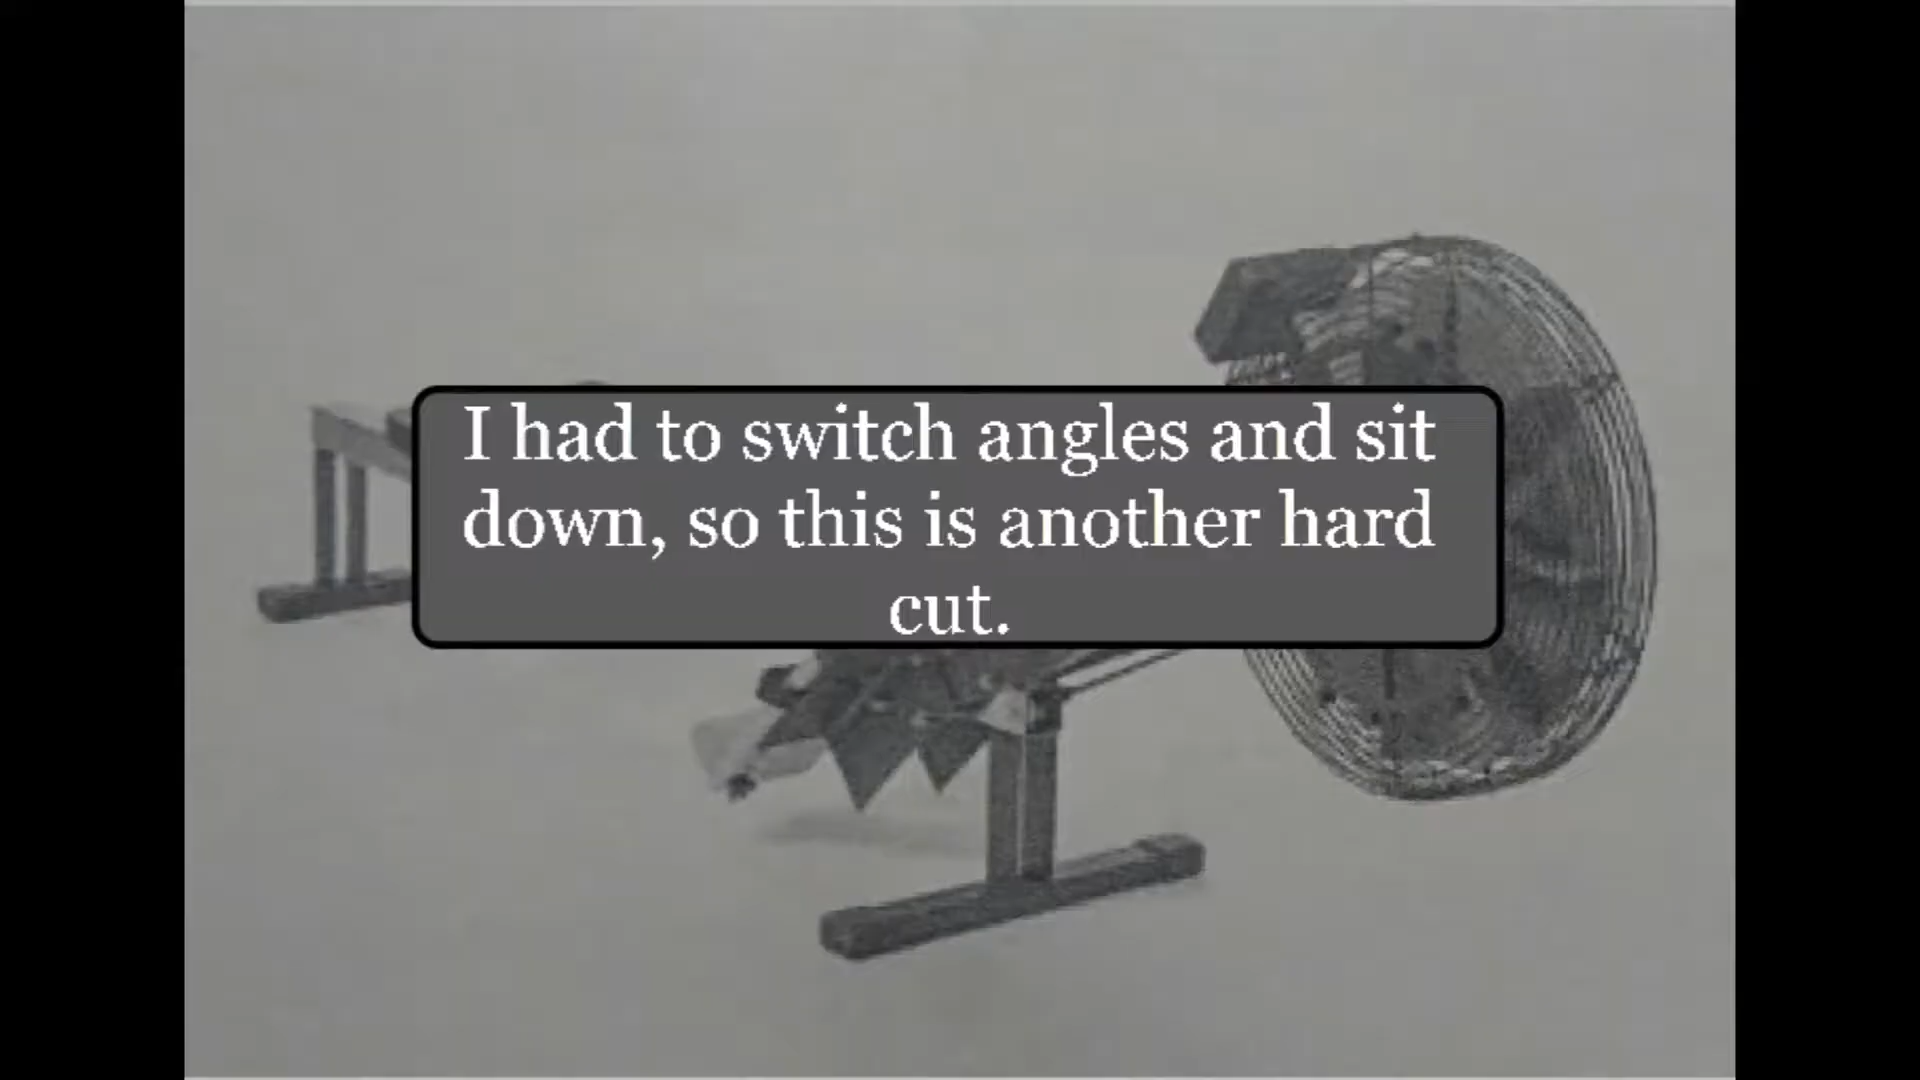 I had to switch angles and sit
down, so this is another hard
cut.